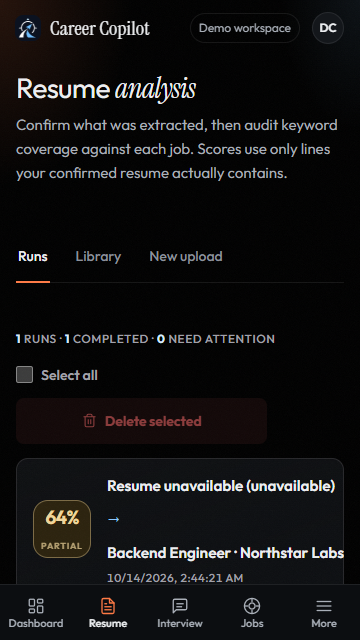 Career Copilot
Demo workspace
DC
Resume analysis
Confirm what was extracted, then audit keyword
coverage against each job. Scores use only lines
your confirmed resume actually contains.
Runs
Library
New upload
1 RUNS · 1 COMPLETED · 0 NEED ATTENTION
Select all
Delete selected
64%
PARTIAL
Resume unavailable (unavailable)
→
Backend Engineer · Northstar Labs
10/14/2026, 2:44:21 AM
Dashboard
Resume
Interview
Jobs
More